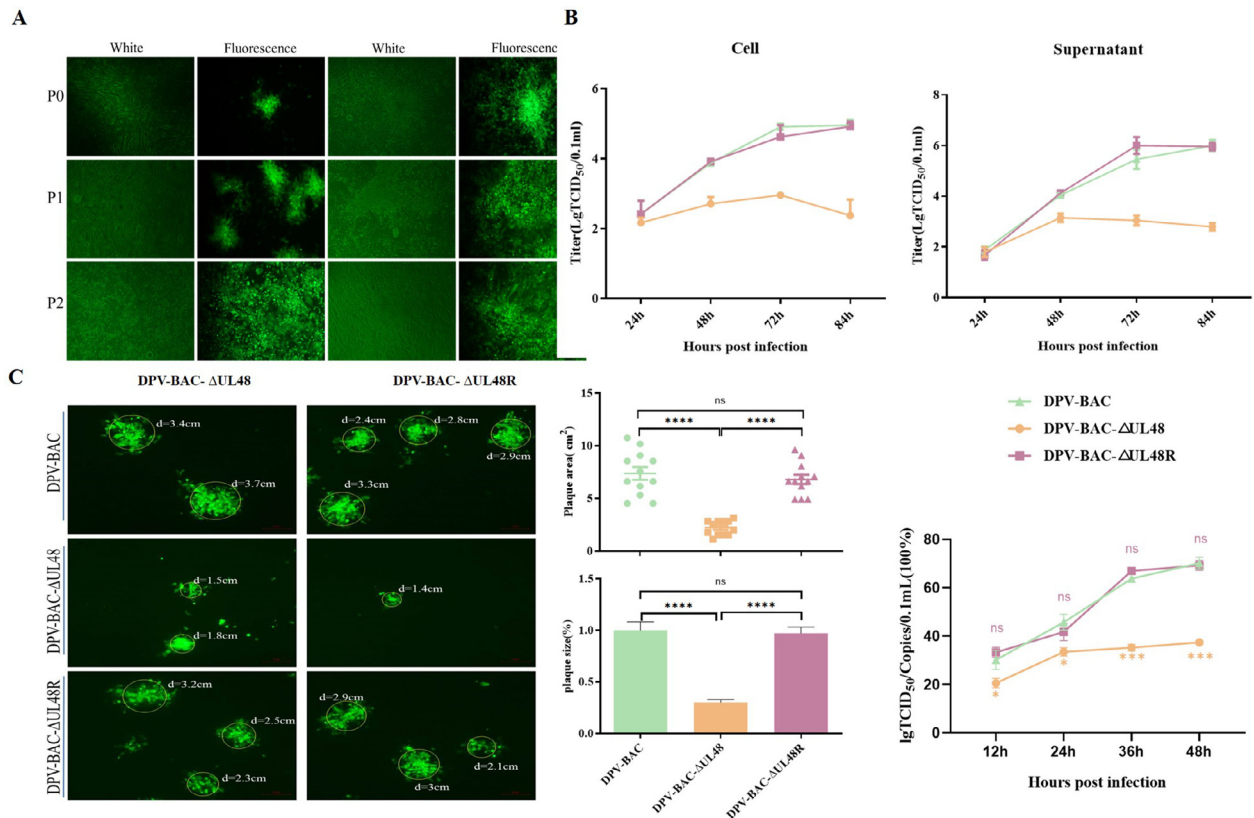 A
B
White
Fluorescence
White
Fluorescenc
P0
P1
P2
DPV-BAC- ΔUL48
DPV-BAC- ΔUL48R
Cell
Titer(LgTCID50/0.1ml)
6
4
2
0
24h
48h
72h
84h
Hours post infection
Supernatant
Titer(LgTCID50/0.1ml)
8
6
4
2
0
24h
48h
72h
84h
Hours post infection
C
DPV-BAC
d=3.4cm
d=3.7cm
d=2.4cm
d=2.8cm
d=2.9cm
d=3.3cm
DPV-BAC-ΔUL48
d=1.5cm
d=1.8cm
d=1.4cm
DPV-BAC-ΔUL48R
d=3.2cm
d=2.5cm
d=2.3cm
d=2.9cm
d=2.1cm
d=3cm
Plaque area( cm2)
15
10
5
0
ns
****
****
plaque size(%)
1.5
1.0
0.5
0.0
ns
****
****
DPV-BAC
DPV-BAC-ΔUL48
DPV-BAC-ΔUL48R
DPV-BAC
DPV-BAC-ΔUL48
DPV-BAC-ΔUL48R
lgTCID50/Copies/0.1mL(100%)
80
60
40
20
0
ns
ns
ns
ns
*
*
***
***
12h
24h
36h
48h
Hours post infection